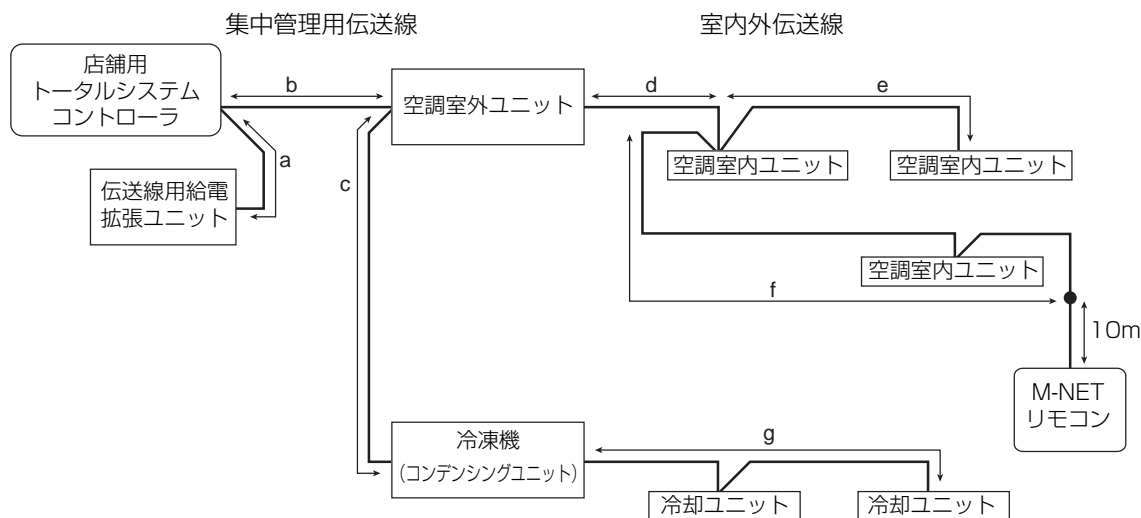 集中管理用伝送線
室内外伝送線
店舗用
トータルシステム
コントローラ
b
空調室外ユニット
d
e
a
c
伝送線用給電
拡張ユニット
空調室内ユニット
空調室内ユニット
空調室内ユニット
f
10m
M-NET
リモコン
冷凍機
（コンデンシングユニット）
g
冷却ユニット
冷却ユニット